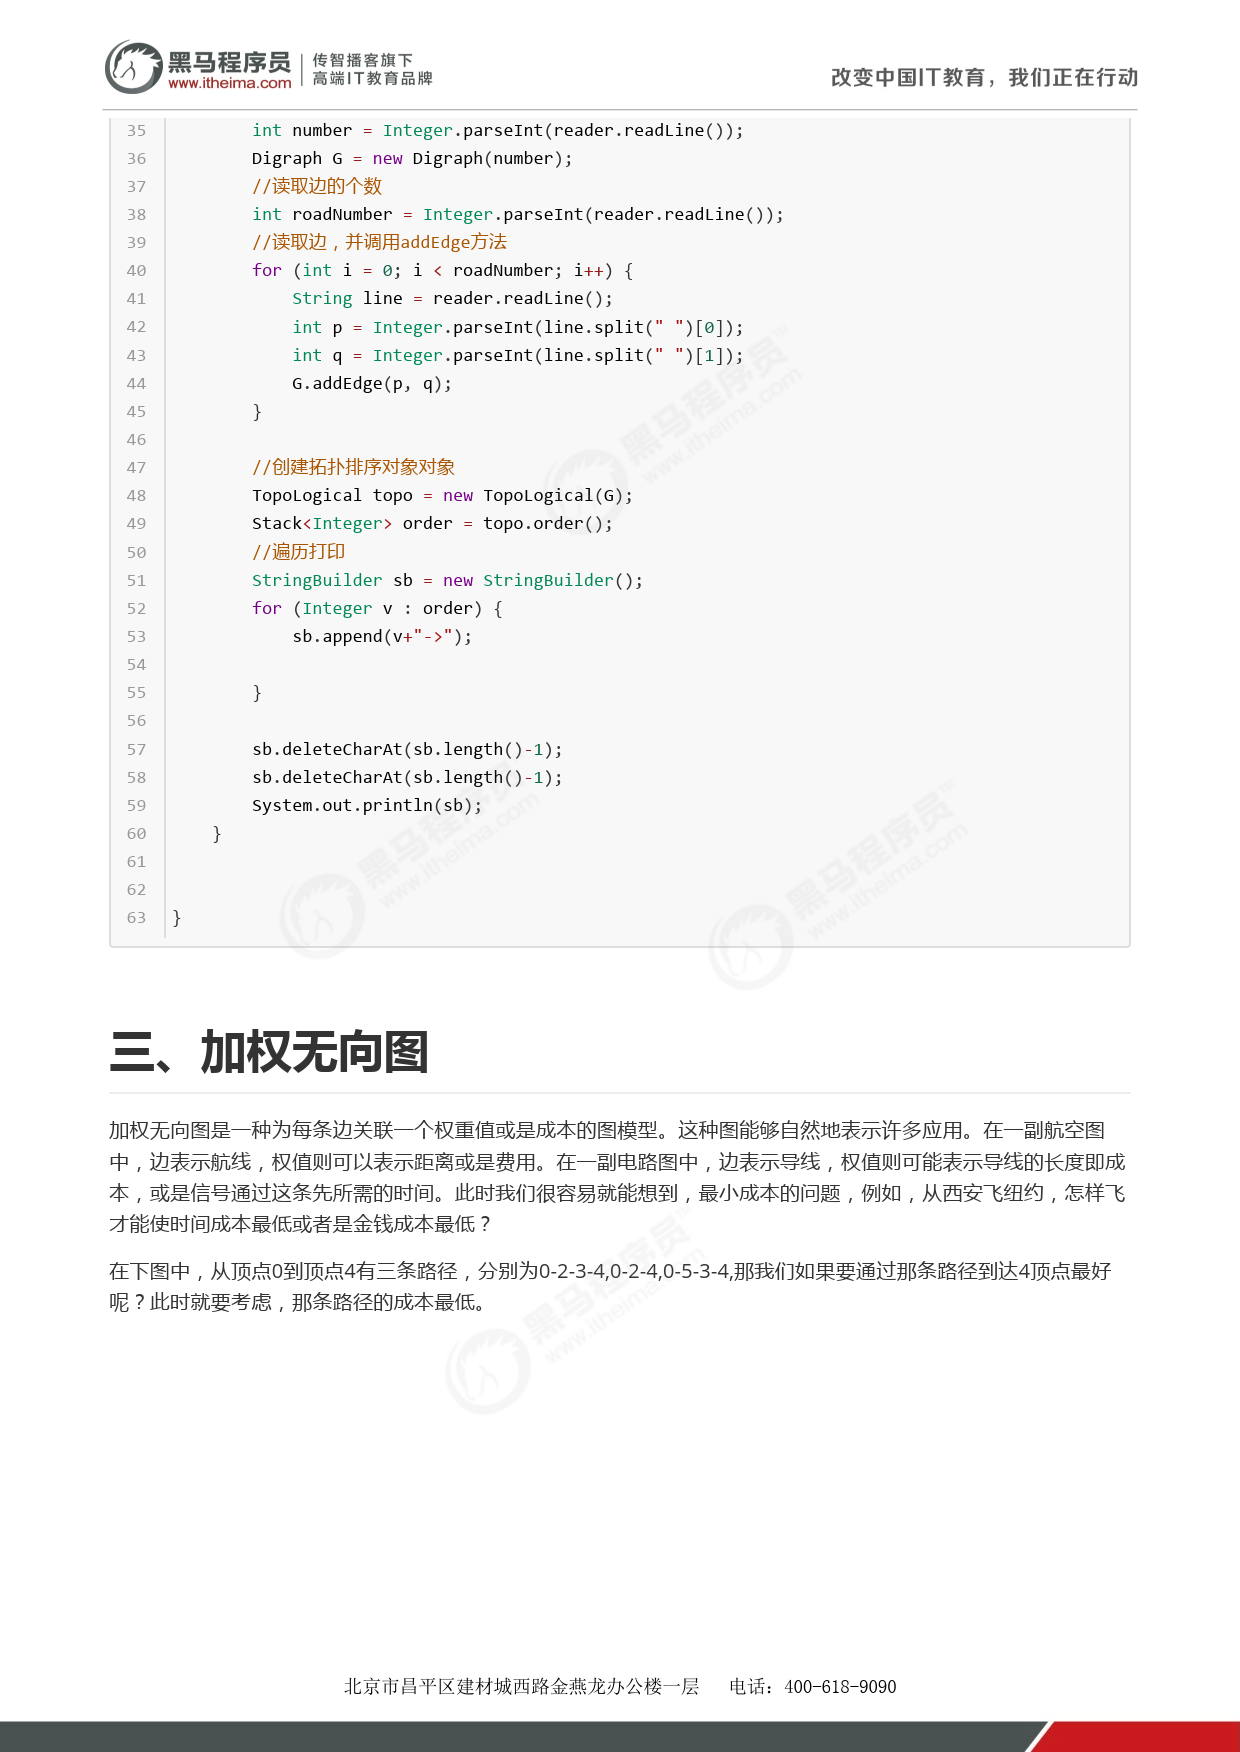 黑马程序员
www.itheima.com
传智播客旗下
高端IT教育品牌
改变中国IT教育，我们正在行动
35 int number = Integer.parseInt(reader.readLine());
36 Digraph G = new Digraph(number);
37 //读取边的个数
38 int roadNumber = Integer.parseInt(reader.readLine());
39 //读取边，并调用addEdge方法
40 for (int i = 0; i < roadNumber; i++) {
41 String line = reader.readLine();
42 int p = Integer.parseInt(line.split(" ")[0]);
43 int q = Integer.parseInt(line.split(" ")[1]);
44 G.addEdge(p, q);
45 }
46
47 //创建拓扑排序对象对象
48 TopoLogical topo = new TopoLogical(G);
49 Stack<Integer> order = topo.order();
50 //遍历打印
51 StringBuilder sb = new StringBuilder();
52 for (Integer v : order) {
53 sb.append(v+"->");
54
55 }
56
57 sb.deleteCharAt(sb.length()-1);
58 sb.deleteCharAt(sb.length()-1);
59 System.out.println(sb);
60 }
61
62
63 }
三、加权无向图
加权无向图是一种为每条边关联一个权重值或是成本的图模型。这种图能够自然地表示许多应用。在一副航空图
中，边表示航线，权值则可以表示距离或是费用。在一副电路图中，边表示导线，权值则可能表示导线的长度即成
本，或是信号通过这条先所需的时间。此时我们很容易就能想到，最小成本的问题，例如，从西安飞纽约，怎样飞
才能使时间成本最低或者是金钱成本最低？
在下图中，从顶点0到顶点4有三条路径，分别为0-2-3-4,0-2-4,0-5-3-4,那我们如果要通过那条路径到达4顶点最好
呢？此时就要考虑，那条路径的成本最低。
北京市昌平区建材城西路金燕龙办公楼一层 电话：400-618-9090